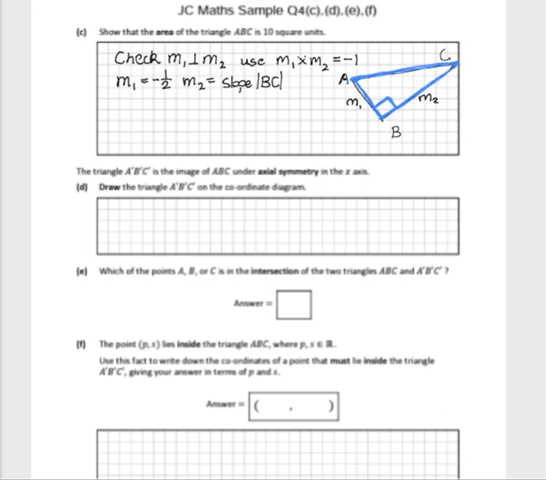 JC Maths Sample Q4(c).(d).(e).(f)
(c) Show that the area of the triangle ABC is 10 square units.
Check m₁⊥m₂ use m₁×m₂=-1
m₁=-½ m₂= slope |BC|
C
A
m₁
m₂
B
The triangle A'B'C' is the image of ABC under axial symmetry in the x axis.
(d) Draw the triangle A'B'C' on the co-ordinate diagram.
(e) Which of the points A, B, or C is in the intersection of the two triangles ABC and A'B'C' ?
Answer =
(f) The point (p, s) lies inside the triangle ABC, where p, s ∈ ℝ.
Use this fact to write down the co-ordinates of a point that must lie inside the triangle
A'B'C', giving your answer in terms of p and s.
Answer = ( , )